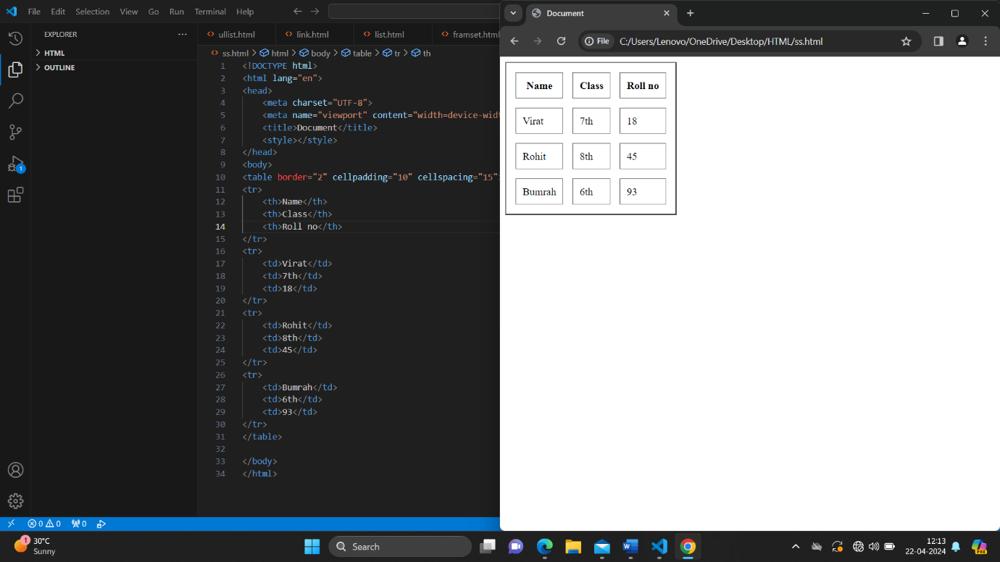 File Edit Selection View Go Run Terminal Help
EXPLORER
HTML
OUTLINE
ullist.html link.html list.html framset.html
ss.html > html > body > table > tr > th
1 <!DOCTYPE html>
2 <html lang="en">
3 <head>
4 <meta charset="UTF-8">
5 <meta name="viewport" content="width=device-widt
6 <title>Document</title>
7 <style></style>
8 </head>
9 <body>
10 <table border="2" cellpadding="10" cellspacing="15"
11 <tr>
12 <th>Name</th>
13 <th>Class</th>
14 <th>Roll no</th>
15 </tr>
16 <tr>
17 <td>Virat</td>
18 <td>7th</td>
19 <td>18</td>
20 </tr>
21 <tr>
22 <td>Rohit</td>
23 <td>8th</td>
24 <td>45</td>
25 </tr>
26 <tr>
27 <td>Bumrah</td>
28 <td>6th</td>
29 <td>93</td>
30 </tr>
31 </table>
32
33 </body>
34 </html>
1
0 0 0
Document
File C:/Users/Lenovo/OneDrive/Desktop/HTML/ss.html
Name Class Roll no
Virat 7th 18
Rohit 8th 45
Bumrah 6th 93
1
30°C
Sunny
Search
12:13
22-04-2024
PRE